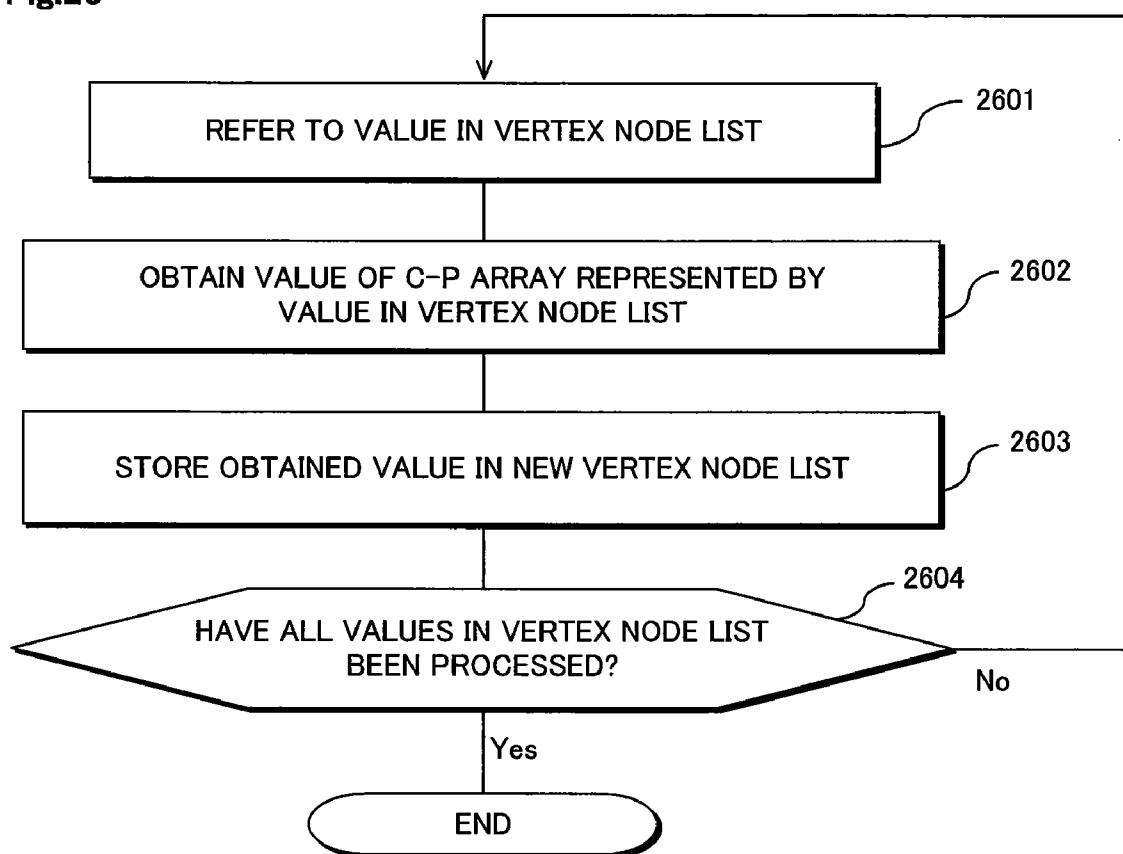 REFER TO VALUE IN VERTEX NODE LIST
2601
OBTAIN VALUE OF C-P ARRAY REPRESENTED BY
VALUE IN VERTEX NODE LIST
2602
STORE OBTAINED VALUE IN NEW VERTEX NODE LIST
2603
2604
HAVE ALL VALUES IN VERTEX NODE LIST
BEEN PROCESSED?
No
Yes
END